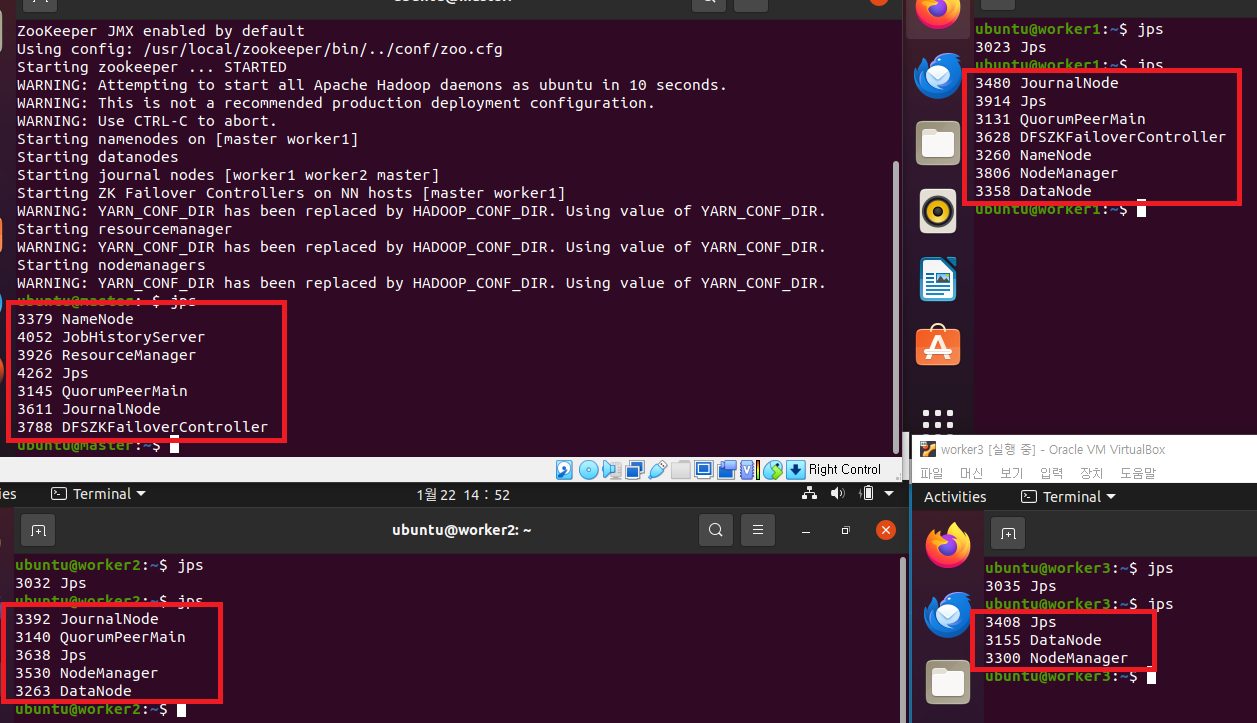 ZooKeeper JMX enabled by default
Using config: /usr/local/zookeeper/bin/../conf/zoo.cfg
Starting zookeeper ... STARTED
WARNING: Attempting to start all Apache Hadoop daemons as ubuntu in 10 seconds.
WARNING: This is not a recommended production deployment configuration.
WARNING: Use CTRL-C to abort.
Starting namenodes on [master worker1]
Starting datanodes
Starting journal nodes [worker1 worker2 master]
Starting ZK Failover Controllers on NN hosts [master worker1]
WARNING: YARN_CONF_DIR has been replaced by HADOOP_CONF_DIR. Using value of YARN_CONF_DIR.
Starting resourcemanager
WARNING: YARN_CONF_DIR has been replaced by HADOOP_CONF_DIR. Using value of YARN_CONF_DIR.
Starting nodemanagers
WARNING: YARN_CONF_DIR has been replaced by HADOOP_CONF_DIR. Using value of YARN_CONF_DIR.
ubuntu@master:~$ jps
3379 NameNode
4052 JobHistoryServer
3926 ResourceManager
4262 Jps
3145 QuorumPeerMain
3611 JournalNode
3788 DFSZKFailoverController
ubuntu@master:~$
Right Control
ubuntu@worker1:~$ jps
3023 Jps
ubuntu@worker1:~$ jps
3480 JournalNode
3914 Jps
3131 QuorumPeerMain
3628 DFSZKFailoverController
3260 NameNode
3806 NodeManager
3358 DataNode
ubuntu@worker1:~$
ies Terminal 1월 22 14 : 52
ubuntu@worker2: ~
ubuntu@worker2:~$ jps
3032 Jps
ubuntu@worker2:~$ jps
3392 JournalNode
3140 QuorumPeerMain
3638 Jps
3530 NodeManager
3263 DataNode
ubuntu@worker2:~$
worker3 [실행 중] - Oracle VM VirtualBox
파일 머신 보기 입력 장치 도움말
Activities Terminal
ubuntu@worker3:~$ jps
3035 Jps
ubuntu@worker3:~$ jps
3408 Jps
3155 DataNode
3300 NodeManager
ubuntu@worker3:~$